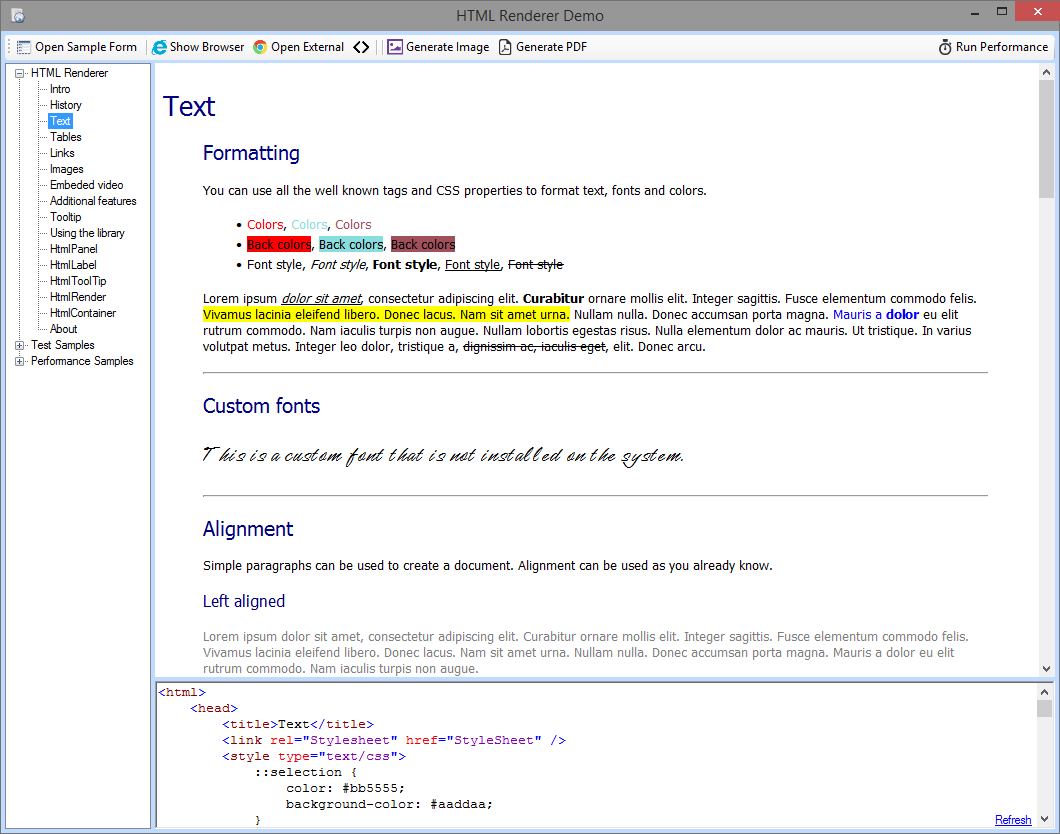 HTML Renderer Demo
Open Sample Form Show Browser Open External <> Generate Image Generate PDF Run Performance
HTML Renderer
Intro
History
Text
Tables
Links
Images
Embeded video
Additional features
Tooltip
Using the library
HtmlPanel
HtmlLabel
HtmlToolTip
HtmlRender
HtmlContainer
About
Test Samples
Performance Samples
Text
Formatting
You can use all the well known tags and CSS properties to format text, fonts and colors.
• Colors, Colors, Colors
• Back colors, Back colors, Back colors
• Font style, Font style, Font style, Font style, Font style
Lorem ipsum dolor sit amet, consectetur adipiscing elit. Curabitur ornare mollis elit. Integer sagittis. Fusce elementum commodo felis.
Vivamus lacinia eleifend libero. Donec lacus. Nam sit amet urna. Nullam nulla. Donec accumsan porta magna. Mauris a dolor eu elit
rutrum commodo. Nam iaculis turpis non augue. Nullam lobortis egestas risus. Nulla elementum dolor ac mauris. Ut tristique. In varius
volutpat metus. Integer leo dolor, tristique a, dignissim ac, iaculis eget, elit. Donec arcu.
Custom fonts
This is a custom font that is not installed on the system.
Alignment
Simple paragraphs can be used to create a document. Alignment can be used as you already know.
Left aligned
Lorem ipsum dolor sit amet, consectetur adipiscing elit. Curabitur ornare mollis elit. Integer sagittis. Fusce elementum commodo felis.
Vivamus lacinia eleifend libero. Donec lacus. Nam sit amet urna. Nullam nulla. Donec accumsan porta magna. Mauris a dolor eu elit
rutrum commodo. Nam iaculis turpis non augue.
<html>
<head>
<title>Text</title>
<link rel="Stylesheet" href="StyleSheet" />
<style type="text/css">
::selection {
color: #bb5555;
background-color: #aaddaa;
}
Refresh